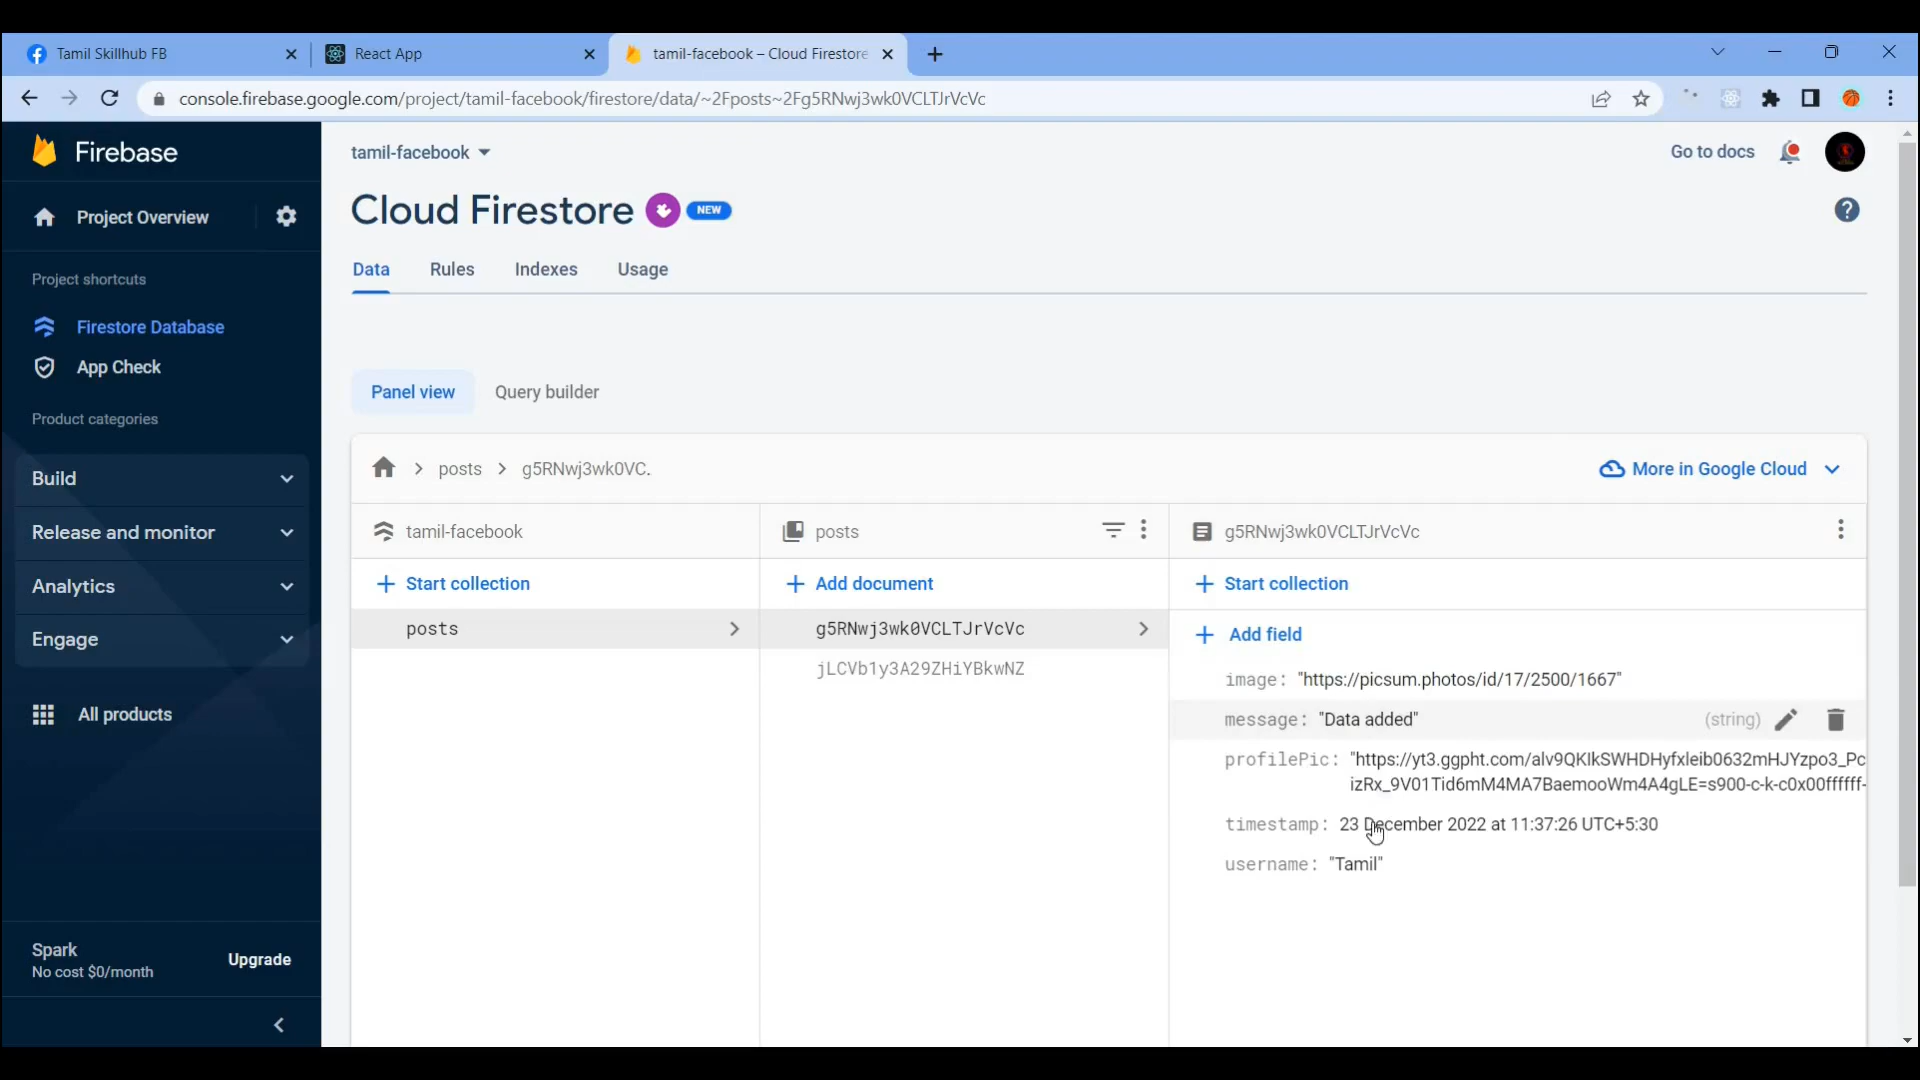 Tamil Skillhub FB
React App
tamil-facebook – Cloud Firestore
console.firebase.google.com/project/tamil-facebook/firestore/data/~2Fposts~2Fg5RNwj3wk0VCLTJrVcVc
Firebase
tamil-facebook
Go to docs
Project Overview
Cloud Firestore
NEW
?
Project shortcuts
Data Rules Indexes Usage
Firestore Database
App Check
Product categories
Panel view Query builder
Build
posts g5RNwj3wk0VC.
More in Google Cloud
Release and monitor
tamil-facebook
posts
g5RNwj3wk0VCLTJrVcVc
Analytics
+ Start collection
+ Add document
+ Start collection
Engage
posts
g5RNwj3wk0VCLTJrVcVc
+ Add field
jLCVb1y3A29ZHiYBkwNZ
image: "https://picsum.photos/id/17/2500/1667"
All products
message: "Data added" (string)
profilePic: "https://yt3.ggpht.com/alv9QKIkSWHDHyfxleib0632mHJYzpo3_Pc
izRx_9V01Tid6mM4MA7BaemooWm4A4gLE=s900-c-k-c0x00ffffff-
timestamp: 23 December 2022 at 11:37:26 UTC+5:30
username: "Tamil"
Spark
No cost $0/month
Upgrade